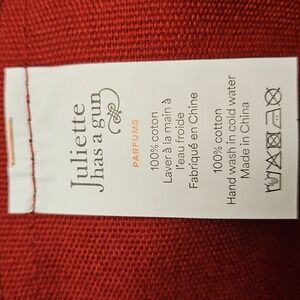 Juliette
has a gun
PARFUMS
100% coton
Laver à la main à
l'eau froide
Fabriqué en Chine
100% cotton
Hand wash in cold water
Made in China